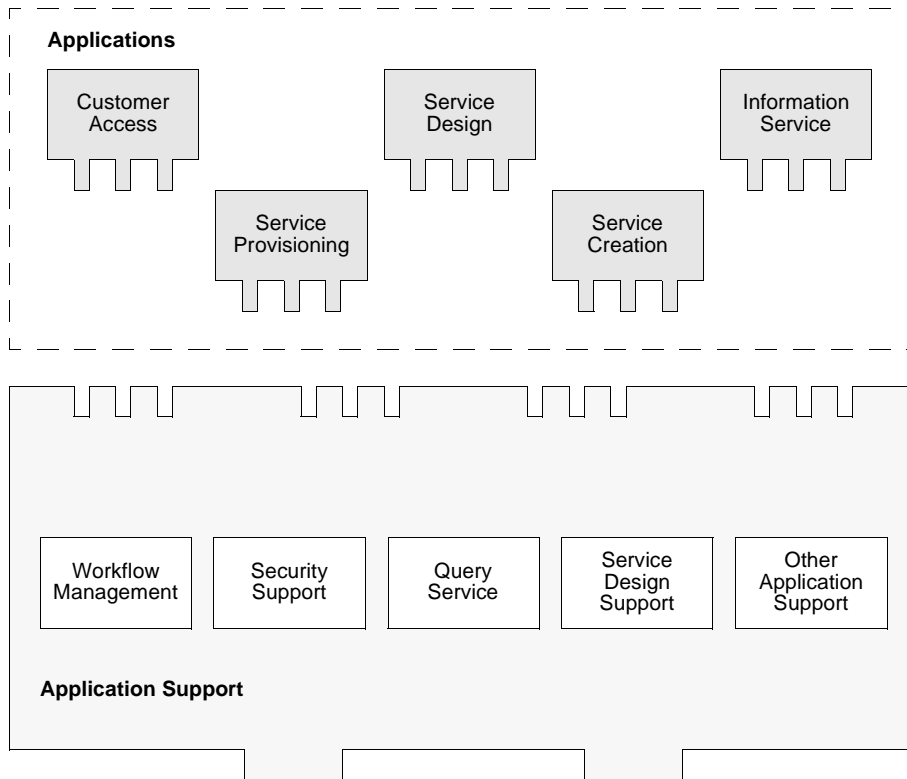 Applications
Customer
Access
Service
Design
Information
Service
Service
Provisioning
Service
Creation
Workflow
Management
Security
Support
Query
Service
Service
Design
Support
Other
Application
Support
Application Support